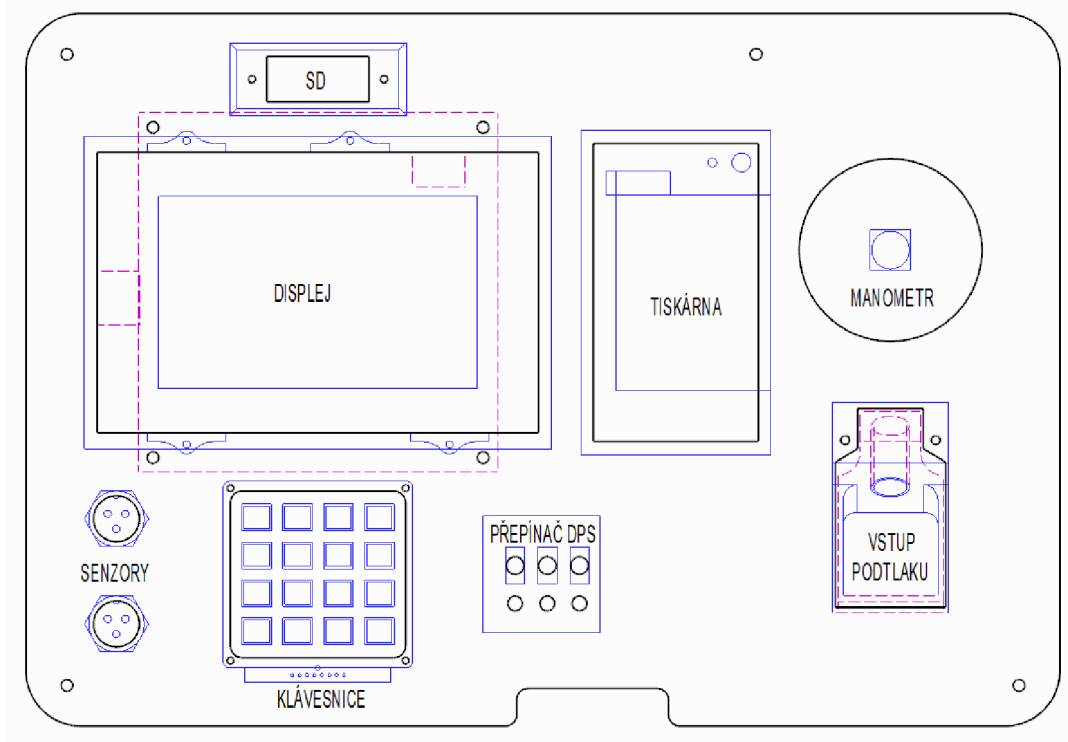 SD
DISPLEJ
TISKÁRNA
MANOMETR
SENZORY
KLÁVESNICE
PŘEPÍNAČ DPS
VSTUP
PODTLAKU